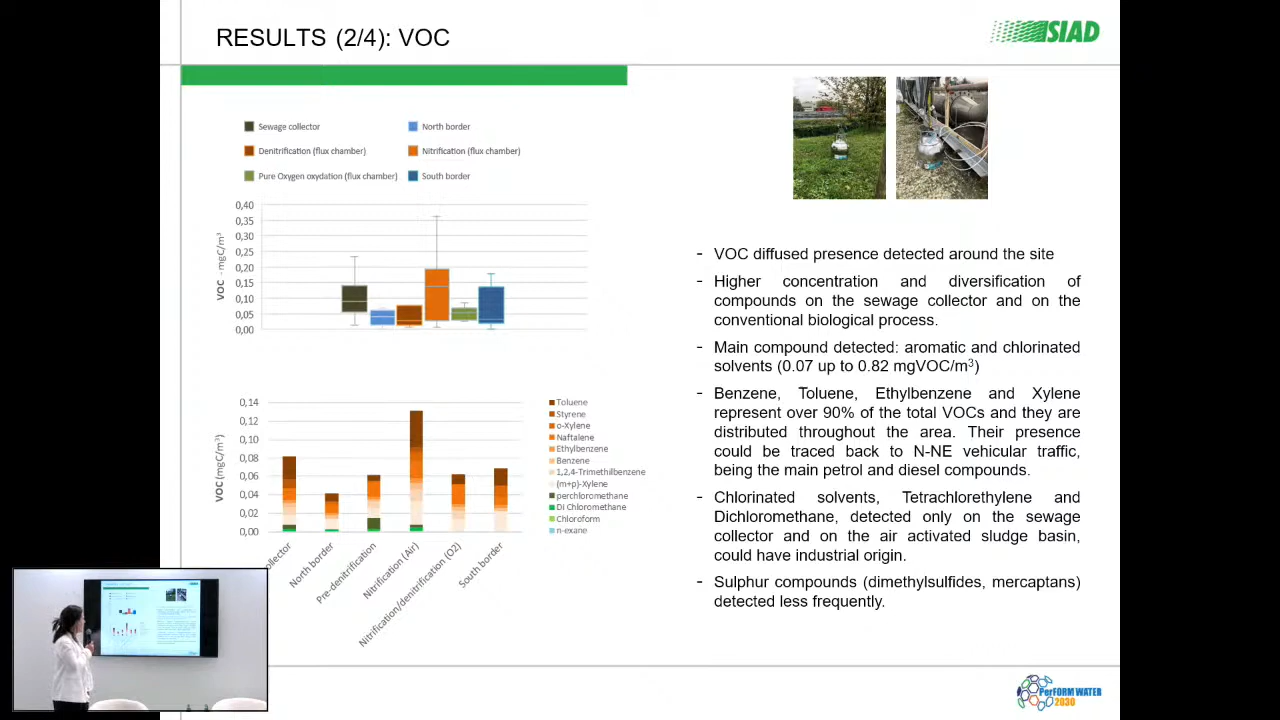 RESULTS (2/4): VOC
SIAD
Sewage collector
North border
Denitrification (flux chamber)
Nitrification (flux chamber)
Pure Oxygen oxydation (flux chamber)
South border
VOC - mgC/m³
0,40
0,35
0,30
0,25
0,20
0,15
0,10
0,05
0,00
- VOC diffused presence detected around the site
- Higher concentration and diversification of
compounds on the sewage collector and on the
conventional biological process.
- Main compound detected: aromatic and chlorinated
solvents (0.07 up to 0.82 mgVOC/m³)
- Benzene, Toluene, Ethylbenzene and Xylene
represent over 90% of the total VOCs and they are
distributed throughout the area. Their presence
could be traced back to N-NE vehicular traffic,
being the main petrol and diesel compounds.
- Chlorinated solvents, Tetrachlorethylene and
Dichloromethane, detected only on the sewage
collector and on the air activated sludge basin,
could have industrial origin.
- Sulphur compounds (dimethylsulfides, mercaptans)
detected less frequently.
VOC (mgC/m³)
0,14
0,12
0,10
0,08
0,06
0,04
0,02
0,00
Toluene
Styrene
o-Xylene
Naftalene
Ethylbenzene
Benzene
1,2,4-Trimethilbenzene
(m+p)-Xylene
perchloromethane
Di Chloromethane
Chloroform
n-exane
collector
North border
Pre-denitrification
Nitrification (Air)
Nitrification/denitrification (O2)
South border
PerFORM WATER
2030